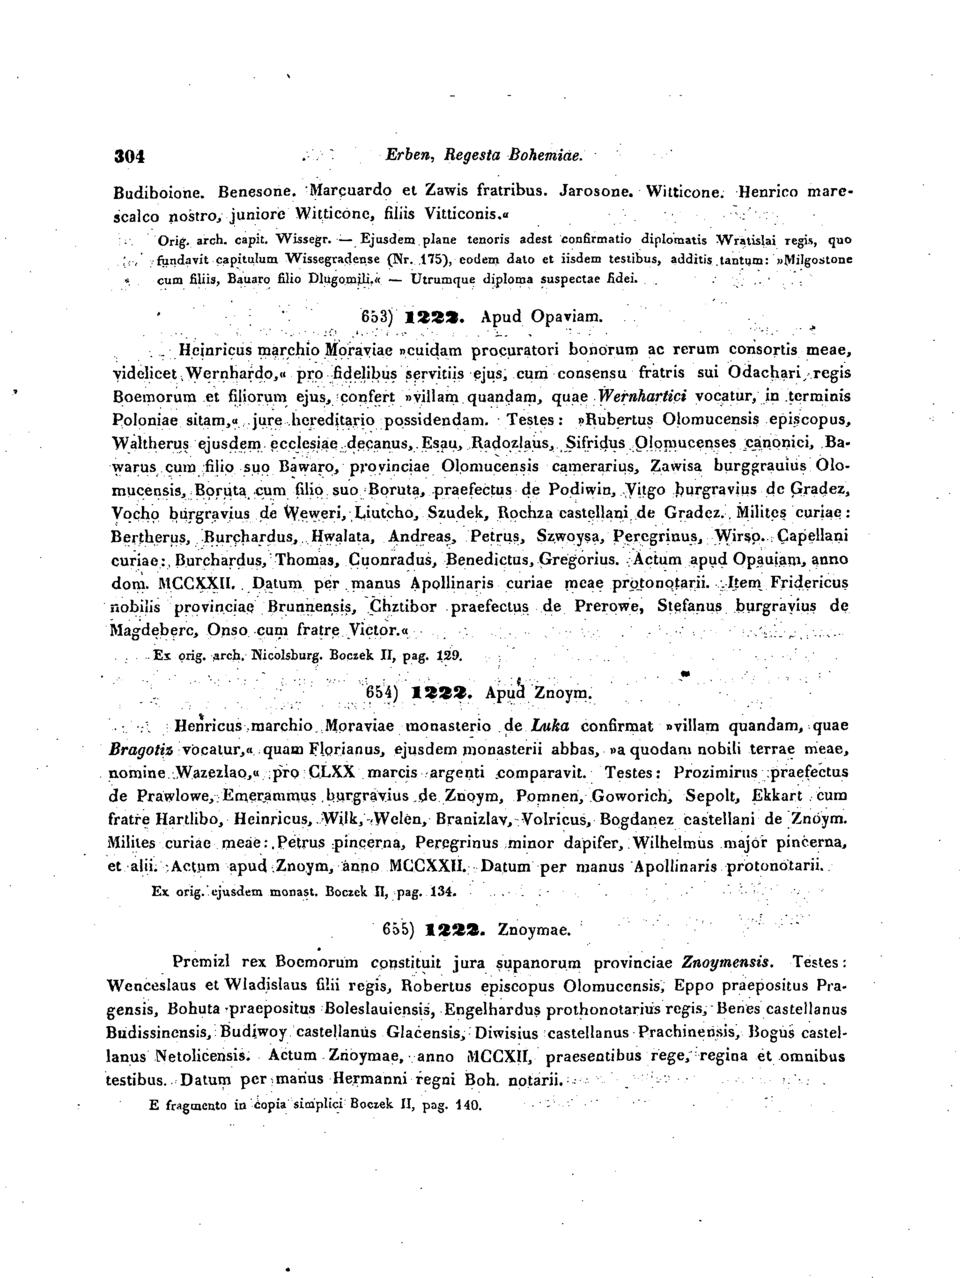 304 Erben, Regesta Bohemiae.
Budiboione. Benesone. Marcuardo et Zawis fratribus. Jarosone. Witticone. Henrico mare-
scalco nostro, juniore Witticone, filiis Vitticonis.«
Orig. arch. capit. Wissegr. — Ejusdem plane tenoris adest confirmatio diplomatis Wratislai regis, quo
fundavit capitulum Wissegradense (Nr. 175), eodem dato et iisdem testibus, additis tantum: »Milgostone
cum filiis, Bauaro filio Dlugomili.« — Utrumque diploma suspectae fidei.
653) 1222. Apud Opaviam.
Heinricus marchio Moraviae »cuidam procuratori bonorum ac rerum consortis meae,
videlicet Wernhardo,« pro fidelibus servitiis ejus, cum consensu fratris sui Odachari regis
Boemorum et filiorum ejus, confert »villam quandam, quae Wernhartici vocatur, in terminis
Poloniae sitam,« jure hereditario possidendam. Testes: »Rubertus Olomucensis episcopus,
Waltherus ejusdem ecclesiae decanus, Esau, Radozlaus, Sifridus Olomucenses canonici, Ba-
warus cum filio suo Bawaro, provinciae Olomucensis camerarius, Zawisa burggrauius Olo-
mucensis, Boruta cum filio suo Boruta, praefectus de Podiwin, Vitgo burgravius de Gradez,
Vocho burgravius de Weweri, Liutcho, Szudek, Rochza castellani de Gradez. Milites curiae:
Bertherus, Burchardus, Hwalata, Andreas, Petrus, Szwoysa, Peregrinus, Wirso. Capellani
curiae: Burchardus, Thomas, Cuonradus, Benedictus, Gregorius. Actum apud Opauiam, anno
dom. MCCXXII. Datum per manus Apollinaris curiae meae protonotarii. Item Fridericus
nobilis provinciae Brunnensis, Chztibor praefectus de Prerowe, Stefanus burgravius de
Magdeberc, Onso cum fratre Victor.«
Ex orig. arch. Nicolsburg. Boczek II, pag. 129.
654) 1222. Apud Znoym.
Henricus marchio Moraviae monasterio de Luka confirmat »villam quandam, quae
Bragotiz vocatur,« quam Florianus, ejusdem monasterii abbas, »a quodam nobili terrae meae,
nomine Wazezlao,« pro CLXX marcis argenti comparavit. Testes: Prozimirus praefectus
de Prawlowe, Emerammus burgravius de Znoym, Pomnen, Goworich, Sepolt, Ekkart cum
fratre Hartlibo, Heinricus, Wilk, Welen, Branizlav, Volricus, Bogdanez castellani de Znoym.
Milites curiae meae: Petrus pincerna, Peregrinus minor dapifer, Wilhelmus major pincerna,
et alii. Actum apud Znoym, anno MCCXXII. Datum per manus Apollinaris protonotarii.
Ex orig. ejusdem monast. Boczek II, pag. 134.
655) 1222. Znoymae.
Premizl rex Boemorum constituit jura supanorum provinciae Znoymensis. Testes:
Wenceslaus et Wladislaus filii regis, Robertus episcopus Olomucensis, Eppo praepositus Pra-
gensis, Bohuta praepositus Boleslauiensis, Engelhardus prothonotarius regis, Benes castellanus
Budissinensis, Budiwoy castellanus Glacensis, Diwisius castellanus Prachinensis, Bogus castel-
lanus Netolicensis. Actum Znoymae, anno MCCXII, praesentibus rege, regina et omnibus
testibus. Datum per manus Hermanni regni Boh. notarii.
E fragmento in copia simplici Boczek II, pag. 140.